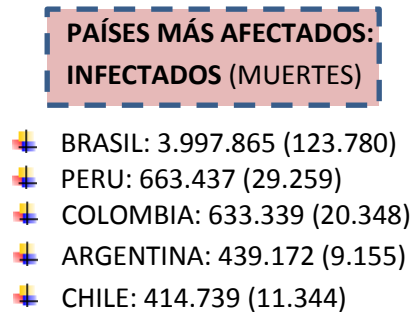 PAÍSES MÁS AFECTADOS:
INFECTADOS (MUERTES)
BRASIL: 3.997.865 (123.780)
PERU: 663.437 (29.259)
COLOMBIA: 633.339 (20.348)
ARGENTINA: 439.172 (9.155)
CHILE: 414.739 (11.344)